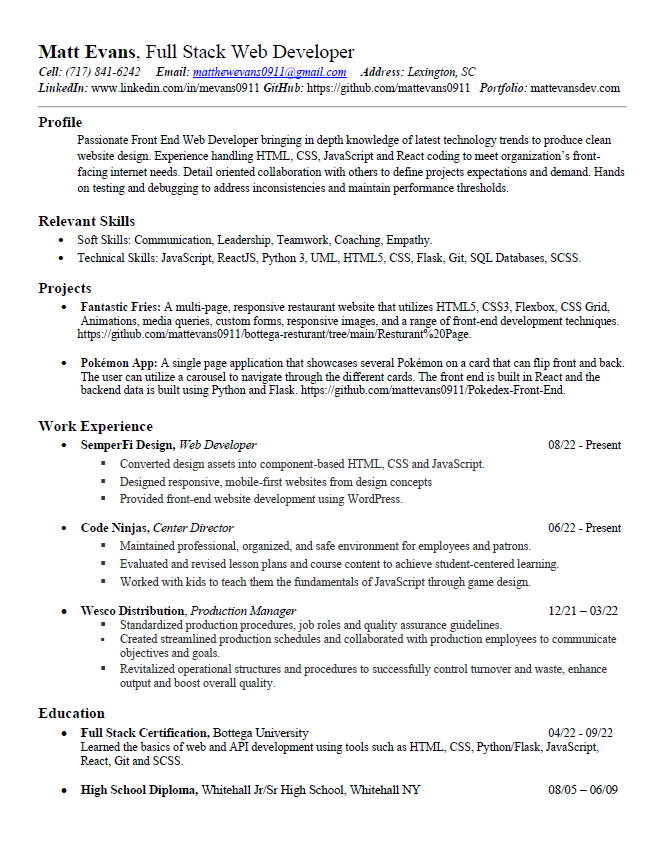 Matt Evans, Full Stack Web Developer
Cell: (717) 841-6242 Email: matthewevans0911@gmail.com Address: Lexington, SC
LinkedIn: www.linkedin.com/in/mevans0911 GitHub: https://github.com/mattevans0911 Portfolio: mattevansdev.com
Profile
Passionate Front End Web Developer bringing in depth knowledge of latest technology trends to produce clean
website design. Experience handling HTML, CSS, JavaScript and React coding to meet organization's front-
facing internet needs. Detail oriented collaboration with others to define projects expectations and demand. Hands
on testing and debugging to address inconsistencies and maintain performance thresholds.
Relevant Skills
• Soft Skills: Communication, Leadership, Teamwork, Coaching, Empathy.
• Technical Skills: JavaScript, ReactJS, Python 3, UML, HTML5, CSS, Flask, Git, SQL Databases, SCSS.
Projects
• Fantastic Fries: A multi-page, responsive restaurant website that utilizes HTML5, CSS3, Flexbox, CSS Grid,
Animations, media queries, custom forms, responsive images, and a range of front-end development techniques.
https://github.com/mattevans0911/bottega-resturant/tree/main/Resturant%20Page.
• Pokémon App: A single page application that showcases several Pokémon on a card that can flip front and back.
The user can utilize a carousel to navigate through the different cards. The front end is built in React and the
backend data is built using Python and Flask. https://github.com/mattevans0911/Pokedex-Front-End.
Work Experience
• SemperFi Design, Web Developer 08/22 - Present
▪ Converted design assets into component-based HTML, CSS and JavaScript.
▪ Designed responsive, mobile-first websites from design concepts
▪ Provided front-end website development using WordPress.
• Code Ninjas, Center Director 06/22 - Present
▪ Maintained professional, organized, and safe environment for employees and patrons.
▪ Evaluated and revised lesson plans and course content to achieve student-centered learning.
▪ Worked with kids to teach them the fundamentals of JavaScript through game design.
• Wesco Distribution, Production Manager 12/21 – 03/22
▪ Standardized production procedures, job roles and quality assurance guidelines.
▪ Created streamlined production schedules and collaborated with production employees to communicate
objectives and goals.
▪ Revitalized operational structures and procedures to successfully control turnover and waste, enhance
output and boost overall quality.
Education
• Full Stack Certification, Bottega University 04/22 - 09/22
Learned the basics of web and API development using tools such as HTML, CSS, Python/Flask, JavaScript,
React, Git and SCSS.
• High School Diploma, Whitehall Jr/Sr High School, Whitehall NY 08/05 – 06/09